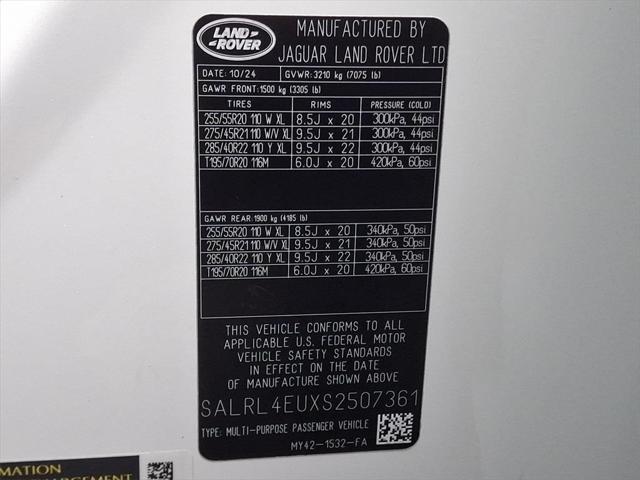 LAND ROVER
MANUFACTURED BY
JAGUAR LAND ROVER LTD
DATE: 10/24 GVWR: 3210 kg (7075 lb)
GAWR FRONT: 1500 kg (3305 lb)
TIRES RIMS PRESSURE (COLD)
255/55R20 110 W XL 8.5J x 20 300kPa, 44psi
275/45R21 110 W/V XL 9.5J x 21 300kPa, 44psi
285/40R22 110 Y XL 9.5J x 22 300kPa, 44psi
T195/70R20 116M 6.0J x 20 420kPa, 60psi
GAWR REAR: 1900 kg (4185 lb)
255/55R20 110 W XL 8.5J x 20 340kPa, 50psi
275/45R21 110 W/V XL 9.5J x 21 340kPa, 50psi
285/40R22 110 Y XL 9.5J x 22 340kPa, 50psi
T195/70R20 116M 6.0J x 20 420kPa, 60psi
THIS VEHICLE CONFORMS TO ALL
APPLICABLE U.S. FEDERAL MOTOR
VEHICLE SAFETY STANDARDS
IN EFFECT ON THE DATE
OF MANUFACTURE SHOWN ABOVE
SALRL4EUXS2507361
TYPE: MULTI-PURPOSE PASSENGER VEHICLE
MY42-1532-FA